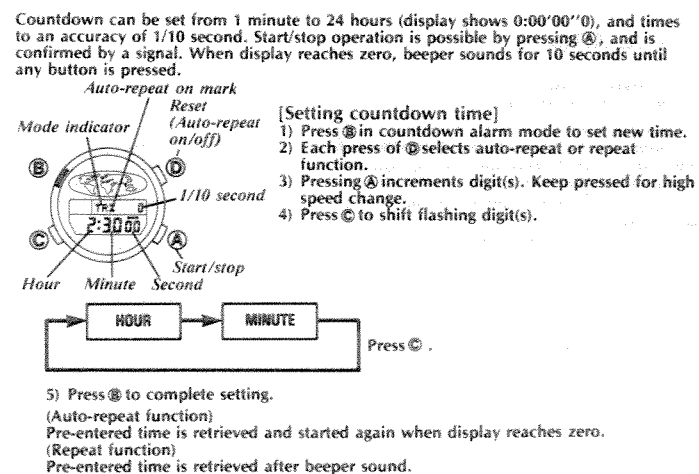 Countdown can be set from 1 minute to 24 hours (display shows 0:00'00''0), and times
to an accuracy of 1/10 second. Start/stop operation is possible by pressing Ⓐ, and is
confirmed by a signal. When display reaches zero, beeper sounds for 10 seconds until
any button is pressed.
Auto-repeat on mark
Reset
(Auto-repeat
on/off)
Mode indicator
Ⓑ
Ⓓ
1/10 second
TR 0
2:30 00
Ⓒ
Ⓐ
Start/stop
Hour Minute Second
[Setting countdown time]
1) Press Ⓑ in countdown alarm mode to set new time.
2) Each press of Ⓓ selects auto-repeat or repeat
function.
3) Pressing Ⓐ increments digit(s). Keep pressed for high
speed change.
4) Press Ⓒ to shift flashing digit(s).
HOUR MINUTE
Press Ⓒ .
5) Press Ⓑ to complete setting.
(Auto-repeat function)
Pre-entered time is retrieved and started again when display reaches zero.
(Repeat function)
Pre-entered time is retrieved after beeper sound.